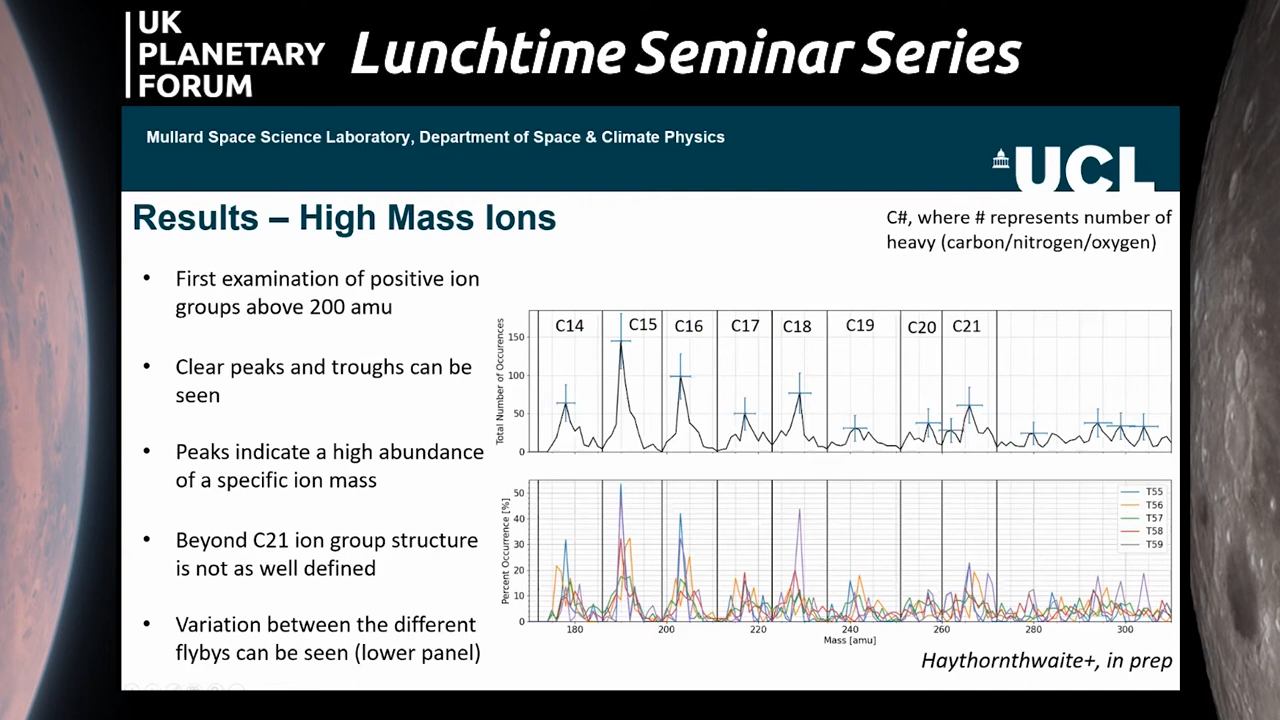 UK
PLANETARY
FORUM
Lunchtime Seminar Series
Mullard Space Science Laboratory, Department of Space & Climate Physics
UCL
Results – High Mass Ions
C#, where # represents number of
heavy (carbon/nitrogen/oxygen)
• First examination of positive ion
groups above 200 amu
• Clear peaks and troughs can be
seen
• Peaks indicate a high abundance
of a specific ion mass
• Beyond C21 ion group structure
is not as well defined
• Variation between the different
flybys can be seen (lower panel)
Total Number of Occurences
150
100
50
0
C14 C15 C16 C17 C18 C19 C20 C21
Percent Occurrence [%]
50
40
30
20
10
0
T55
T56
T57
T58
T59
180 200 220 240 260 280 300
Mass [amu]
Haythornthwaite+, in prep